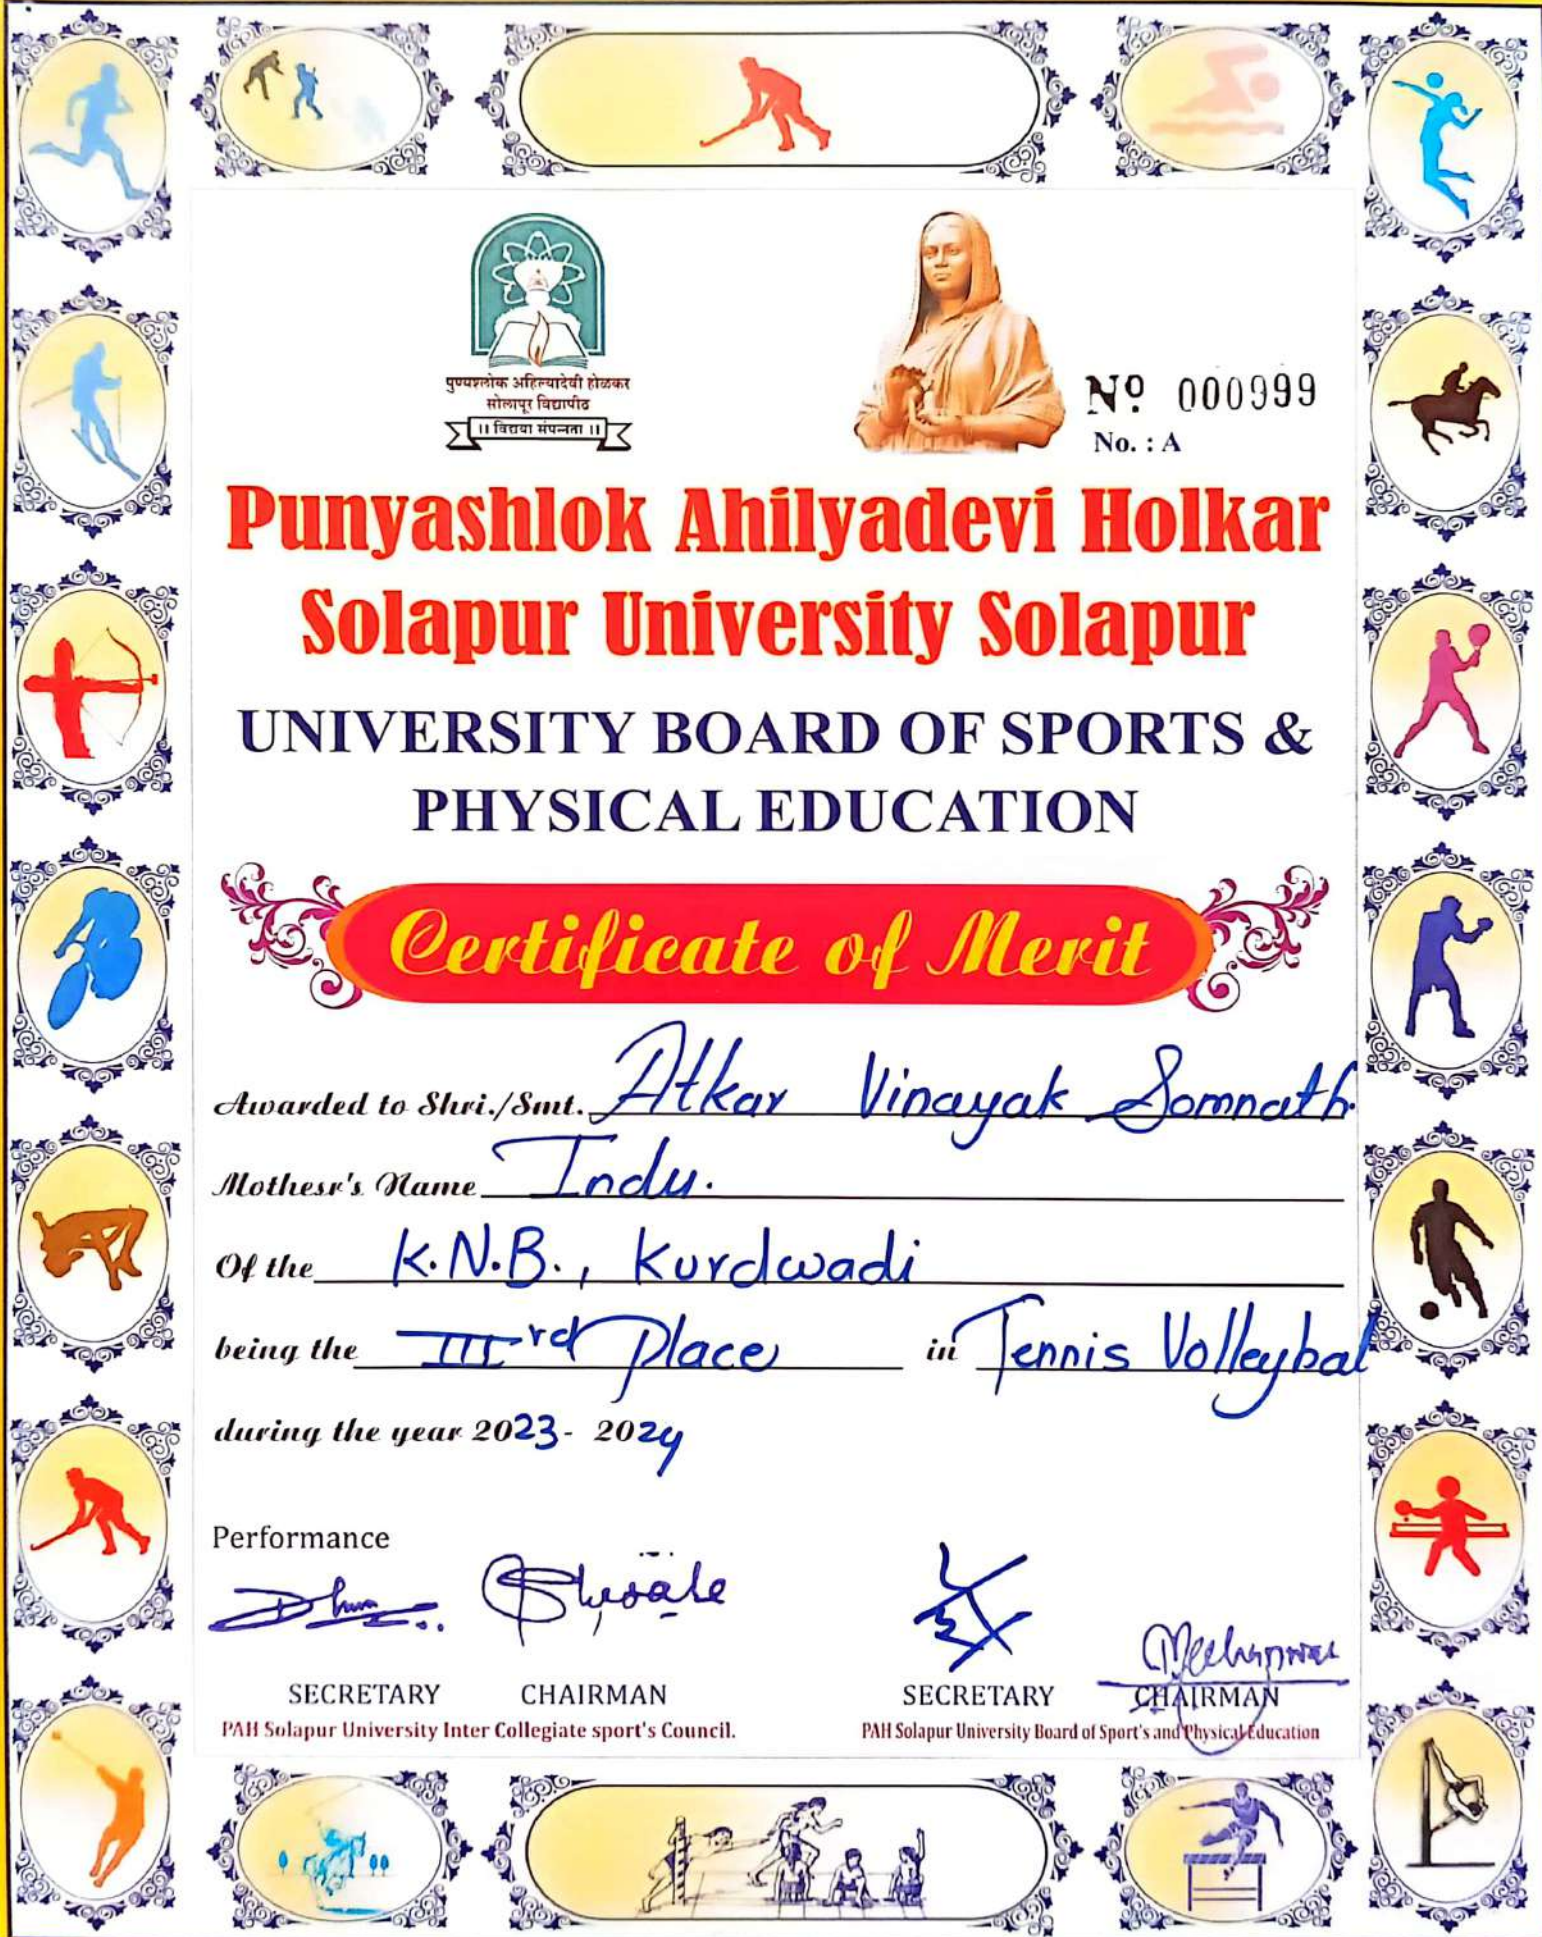 पुण्यश्लोक अहिल्यादेवी होळकर
सोलापूर विद्यापीठ
।। विद्यया संपन्नता ।।
Nº 000999
No. : A
Punyashlok Ahilyadevi Holkar
Solapur University Solapur
UNIVERSITY BOARD OF SPORTS &
PHYSICAL EDUCATION
Certificate of Merit
Awarded to Shri./Smt. Atkar Vinayak Somnath.
Mothesr's Name Indu.
Of the K.N.B., Kurdwadi
being the IIIrd Place in Tennis Volleybal
during the year 2023- 2024
Performance
SECRETARY CHAIRMAN SECRETARY CHAIRMAN
PAH Solapur University Inter Collegiate sport's Council. PAH Solapur University Board of Sport's and Physical Education